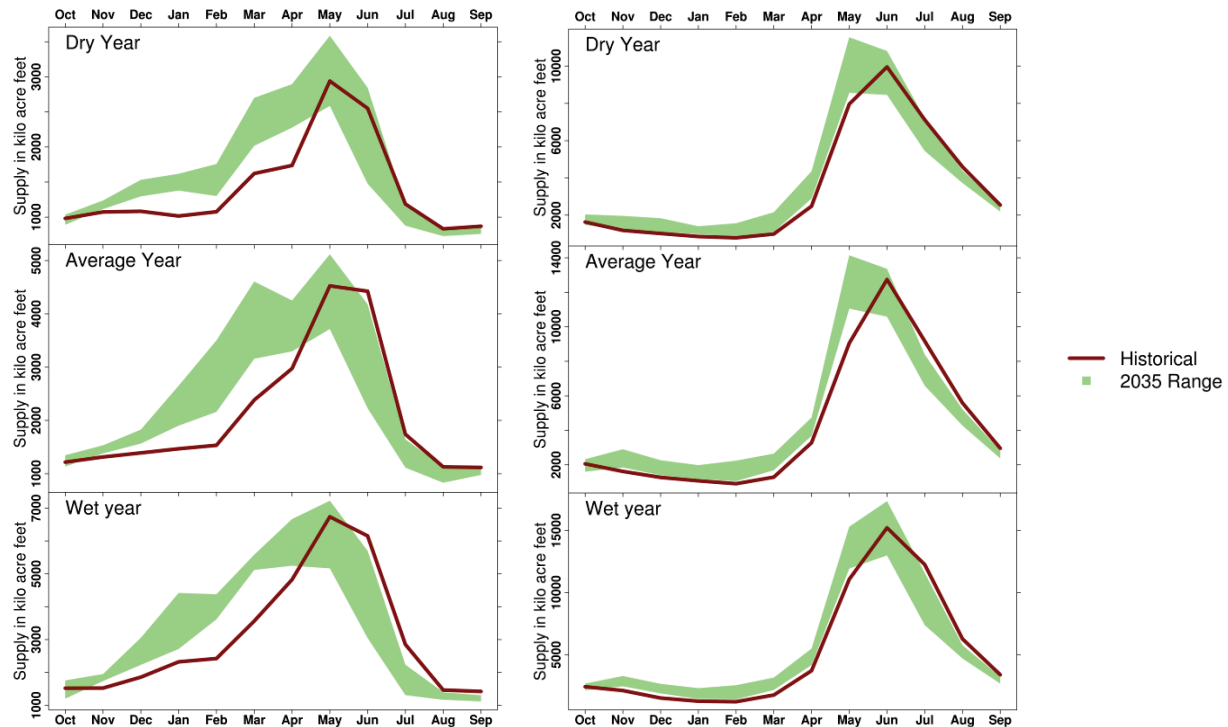 Oct Nov Dec Jan Feb Mar Apr May Jun Jul Aug Sep
Dry Year
Supply in kilo acre feet
1000 2000 3000
Average Year
Supply in kilo acre feet
1000 2000 3000 4000 5000
Wet year
Supply in kilo acre feet
1000 3000 5000 7000
Oct Nov Dec Jan Feb Mar Apr May Jun Jul Aug Sep
Oct Nov Dec Jan Feb Mar Apr May Jun Jul Aug Sep
Dry Year
Supply in kilo acre feet
2000 6000 10000
Average Year
Supply in kilo acre feet
2000 6000 10000 14000
Wet year
Supply in kilo acre feet
5000 10000 15000
Oct Nov Dec Jan Feb Mar Apr May Jun Jul Aug Sep
Historical
2035 Range